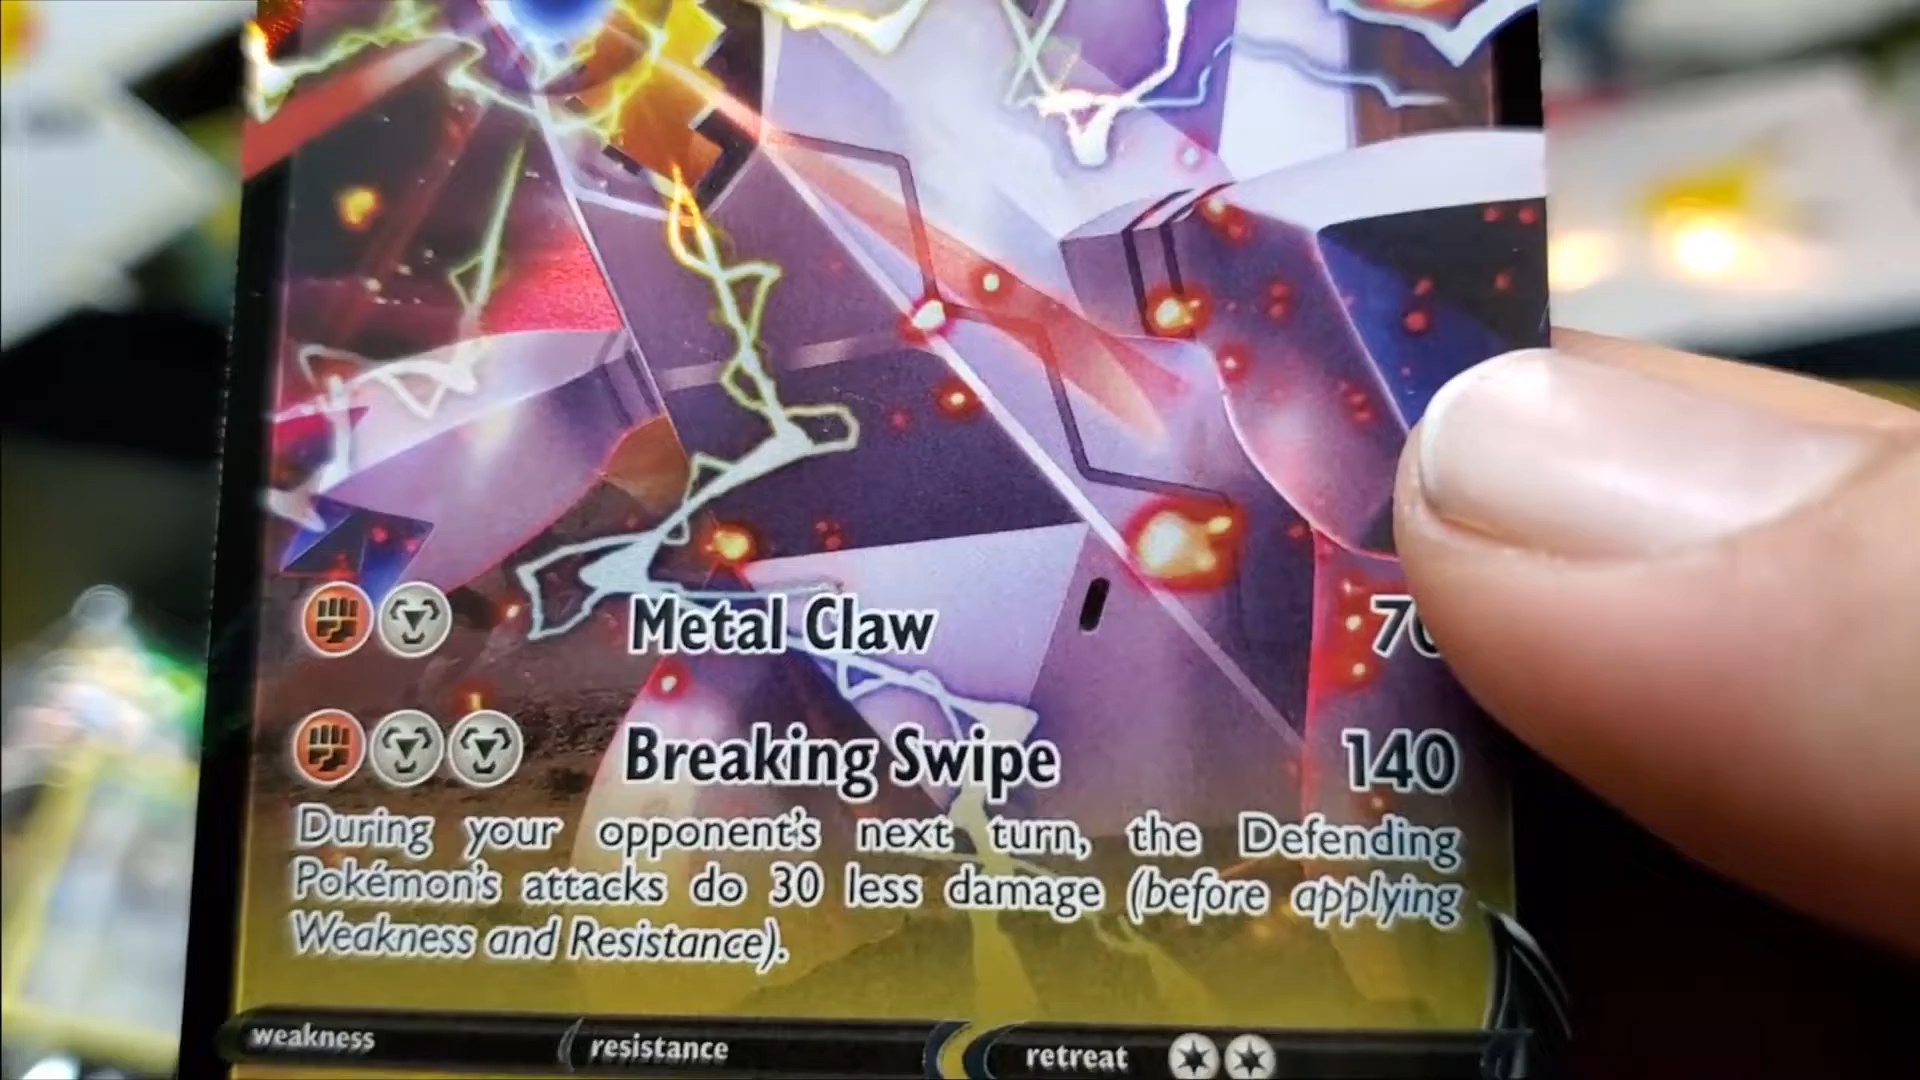 Metal Claw 70
Breaking Swipe 140
During your opponent's next turn, the Defending
Pokémon's attacks do 30 less damage (before applying
Weakness and Resistance).
weakness resistance retreat